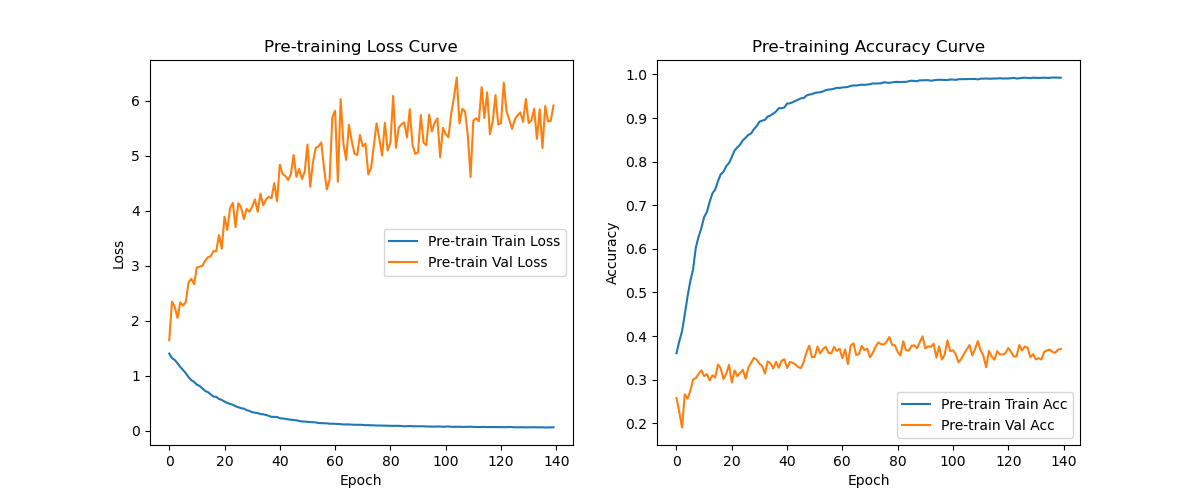 Pre-training Loss Curve
Loss
6
5
4
3
2
1
0
Pre-train Train Loss
Pre-train Val Loss
0 20 40 60 80 100 120 140
Epoch
Pre-training Accuracy Curve
Accuracy
1.0
0.9
0.8
0.7
0.6
0.5
0.4
0.3
0.2
Pre-train Train Acc
Pre-train Val Acc
0 20 40 60 80 100 120 140
Epoch